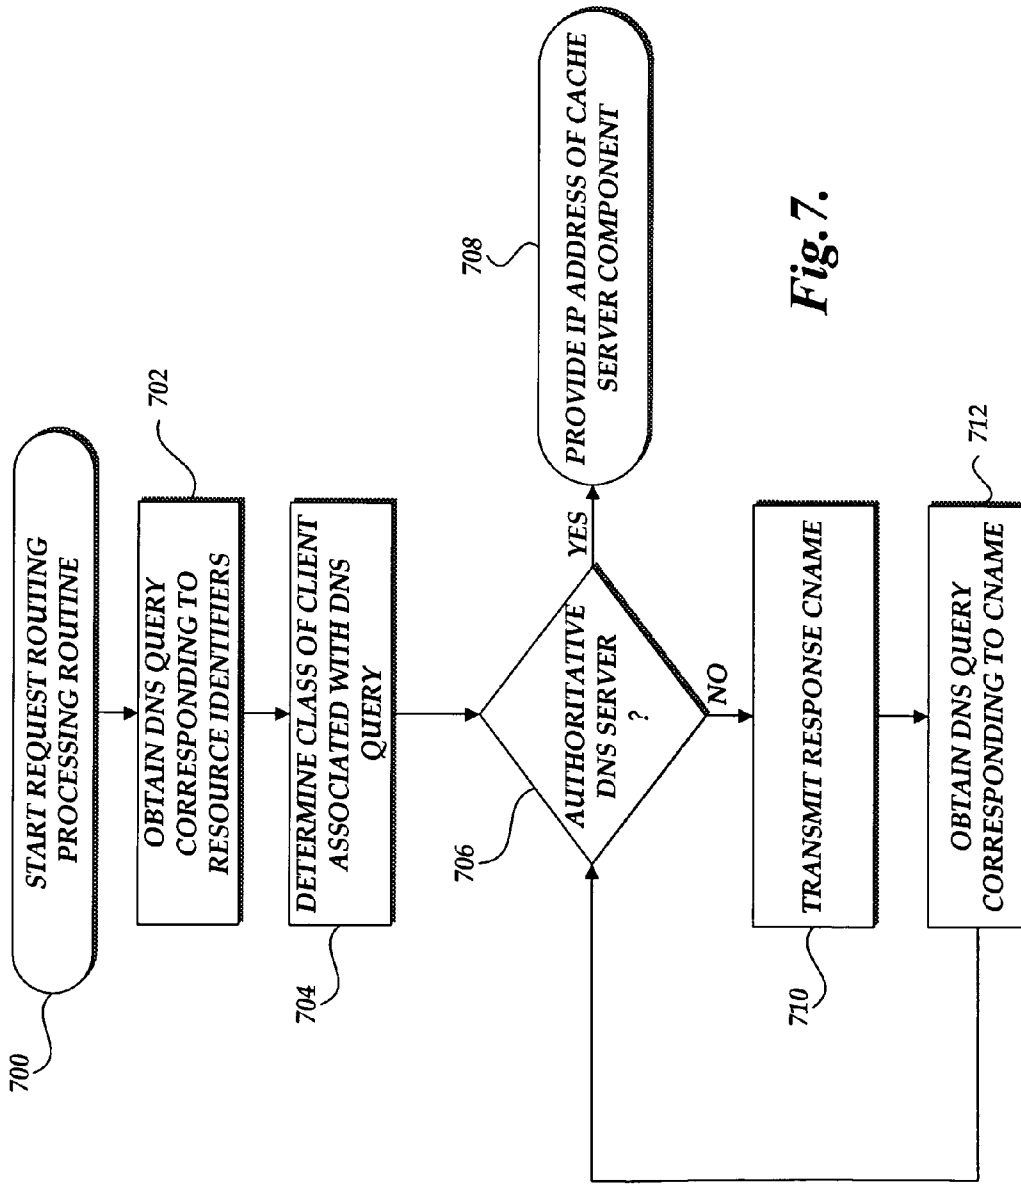 700
START REQUEST ROUTING
PROCESSING ROUTINE
702
OBTAIN DNS QUERY
CORRESPONDING TO
RESOURCE IDENTIFIERS
704
DETERMINE CLASS OF CLIENT
ASSOCIATED WITH DNS
QUERY
706
AUTHORITATIVE
DNS SERVER
?
YES
708
PROVIDE IP ADDRESS OF CACHE
SERVER COMPONENT
NO
710
TRANSMIT RESPONSE CNAME
712
OBTAIN DNS QUERY
CORRESPONDING TO CNAME
Fig.7.